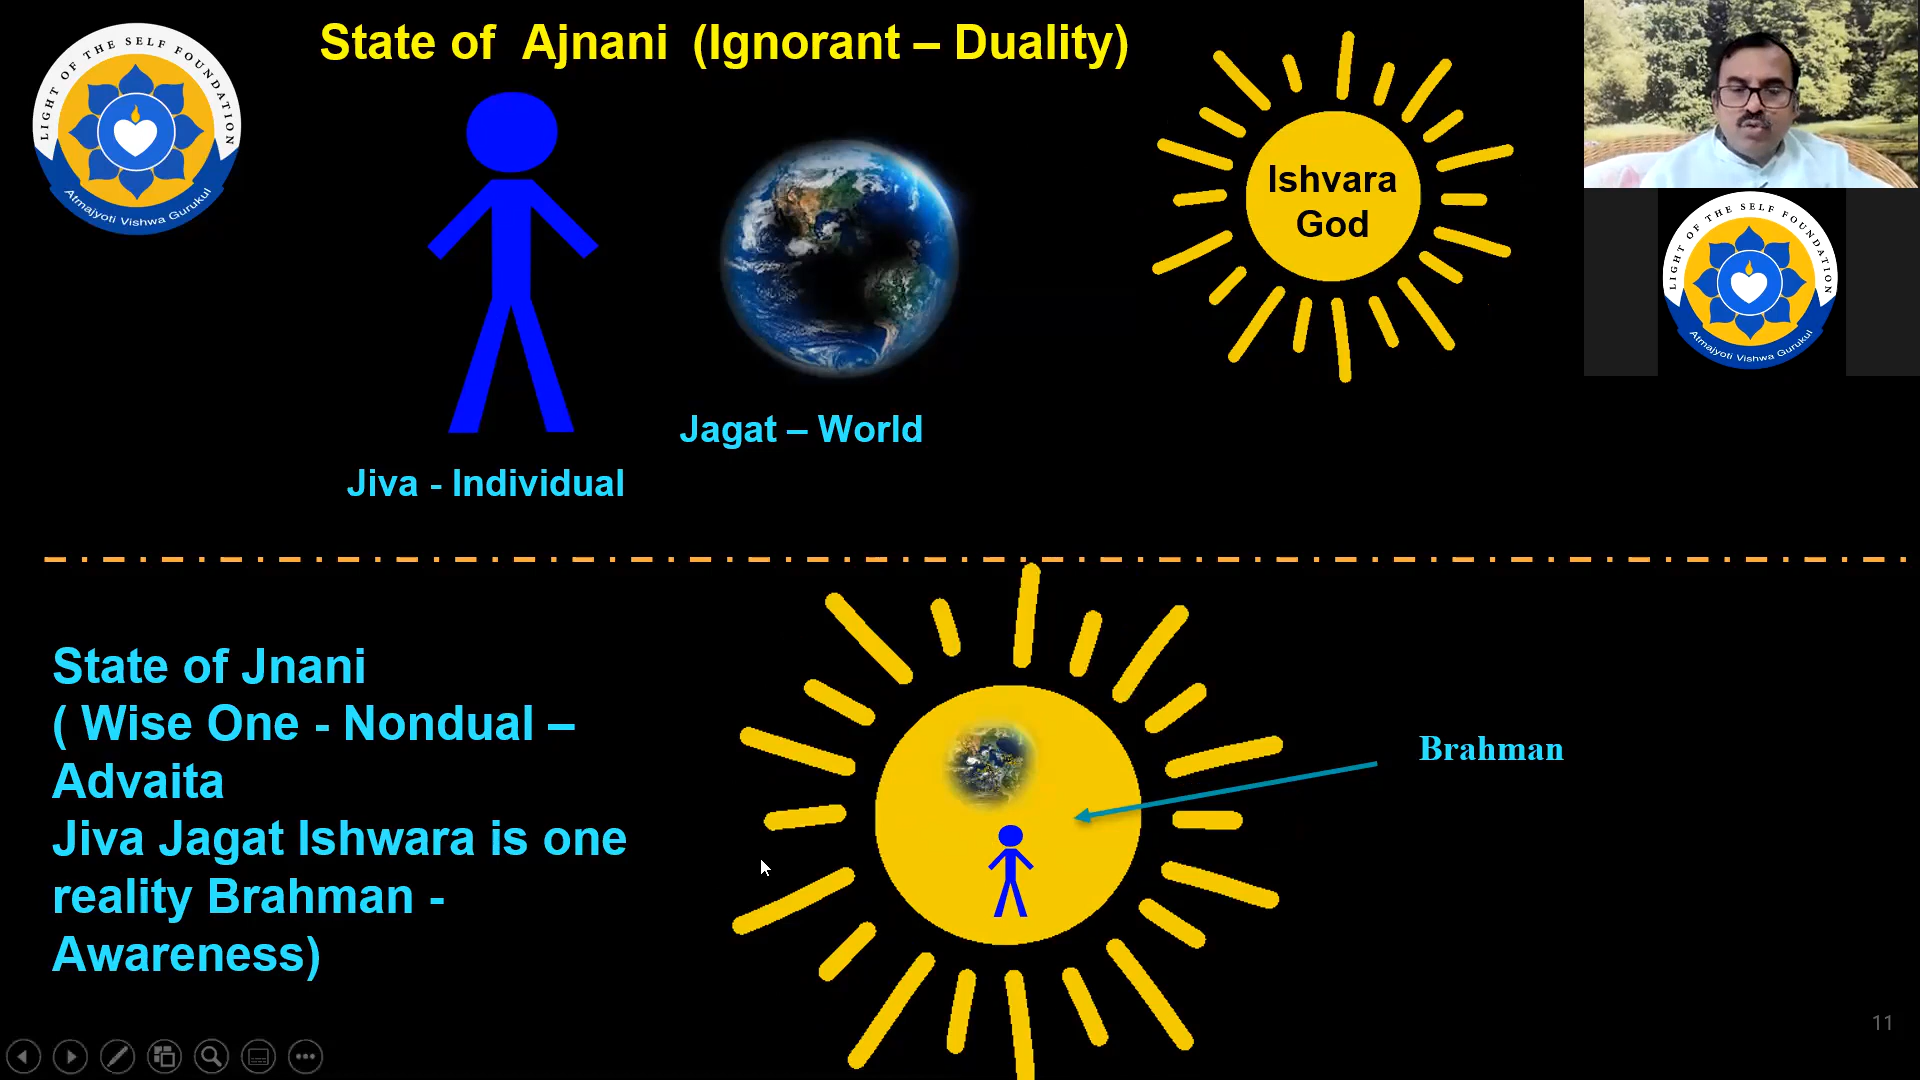 State of Ajnani (Ignorant – Duality)
LIGHT OF THE SELF FOUNDATION
Atmajyoti Vishwa Gurukul
Ishvara
God
LIGHT OF THE SELF FOUNDATION
Atmajyoti Vishwa Gurukul
Jagat – World
Jiva - Individual
State of Jnani
( Wise One - Nondual –
Advaita
Jiva Jagat Ishwara is one
reality Brahman -
Awareness)
Brahman
11